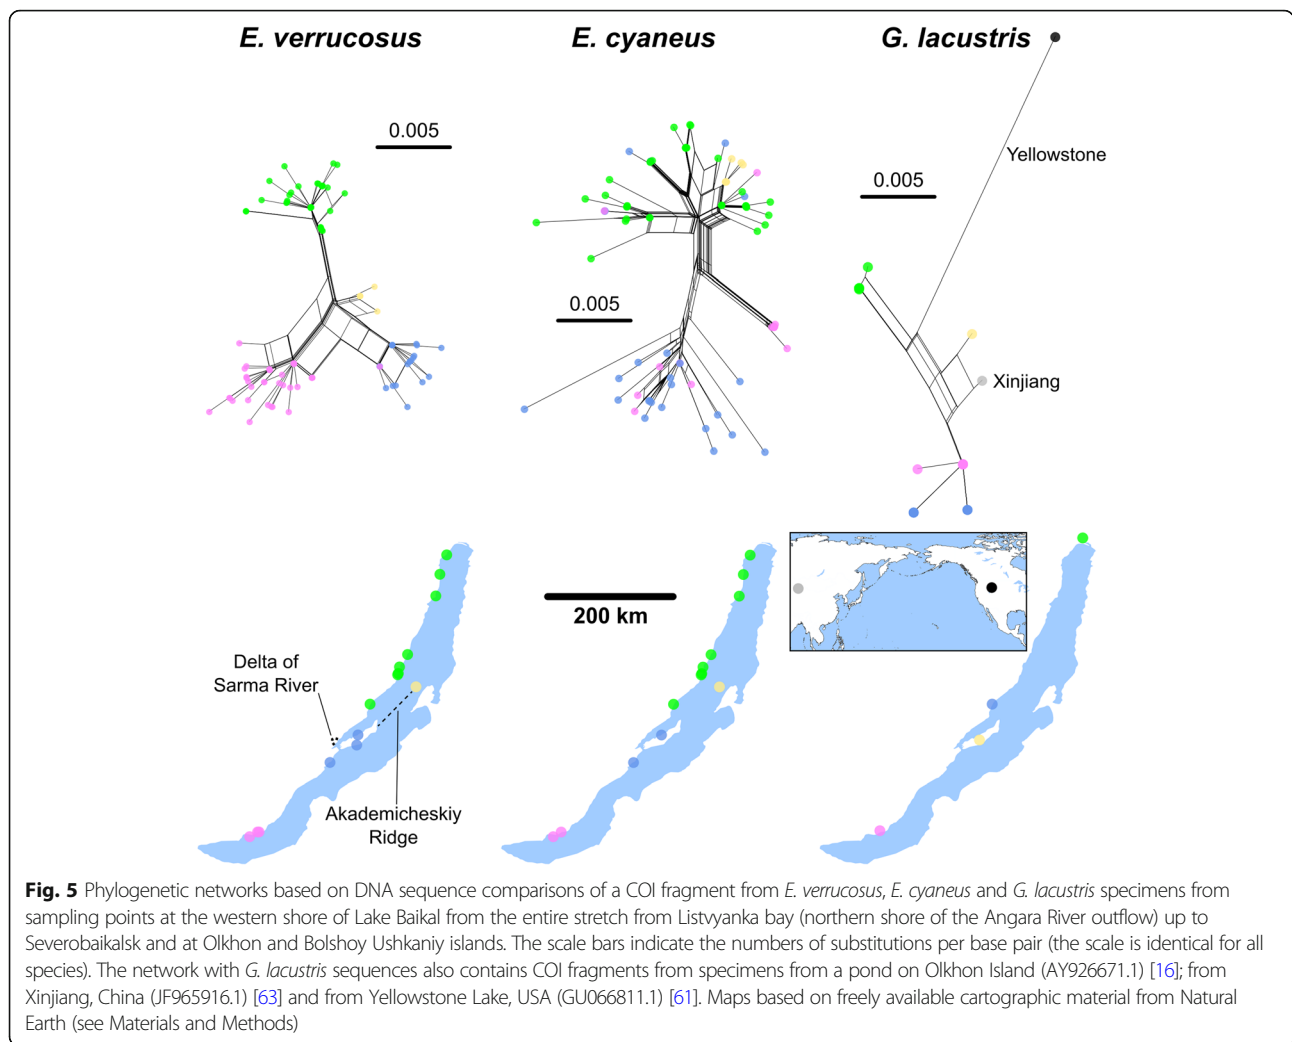 E. verrucosus
E. cyaneus
G. lacustris
0.005
0.005
0.005
Yellowstone
Xinjiang
200 km
Delta of
Sarma River
Akademicheskiy
Ridge
Fig. 5 Phylogenetic networks based on DNA sequence comparisons of a COI fragment from E. verrucosus, E. cyaneus and G. lacustris specimens from
sampling points at the western shore of Lake Baikal from the entire stretch from Listvyanka bay (northern shore of the Angara River outflow) up to
Severobaikalsk and at Olkhon and Bolshoy Ushkaniy islands. The scale bars indicate the numbers of substitutions per base pair (the scale is identical for all
species). The network with G. lacustris sequences also contains COI fragments from specimens from a pond on Olkhon Island (AY926671.1) [16]; from
Xinjiang, China (JF965916.1) [63] and from Yellowstone Lake, USA (GU066811.1) [61]. Maps based on freely available cartographic material from Natural
Earth (see Materials and Methods)